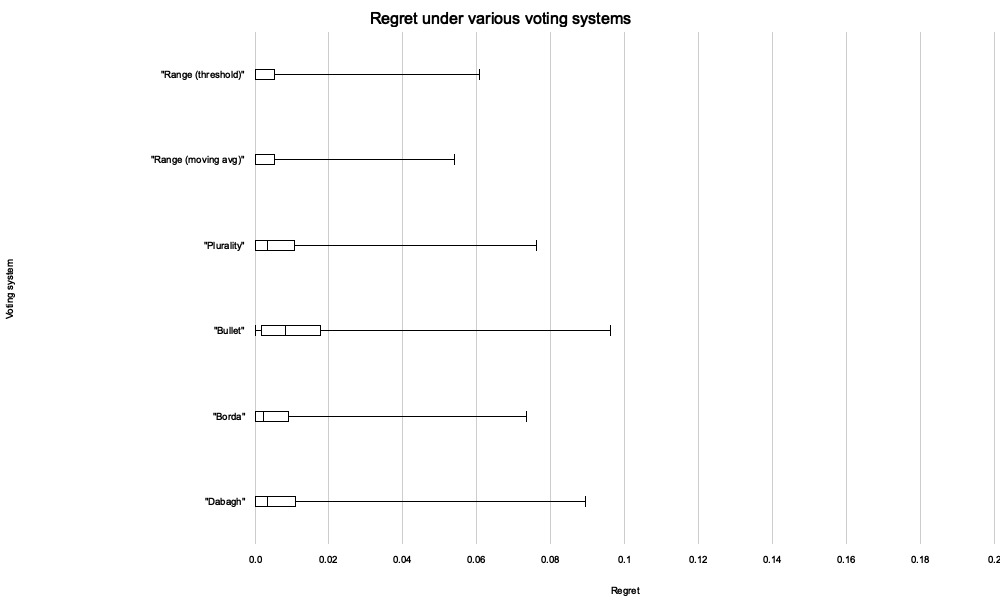 Regret under various voting systems
"Range (threshold)"
"Range (moving avg)"
"Plurality"
"Bullet"
"Borda"
"Dabagh"
Voting system
0.0 0.02 0.04 0.06 0.08 0.1 0.12 0.14 0.16 0.18 0.2
Regret